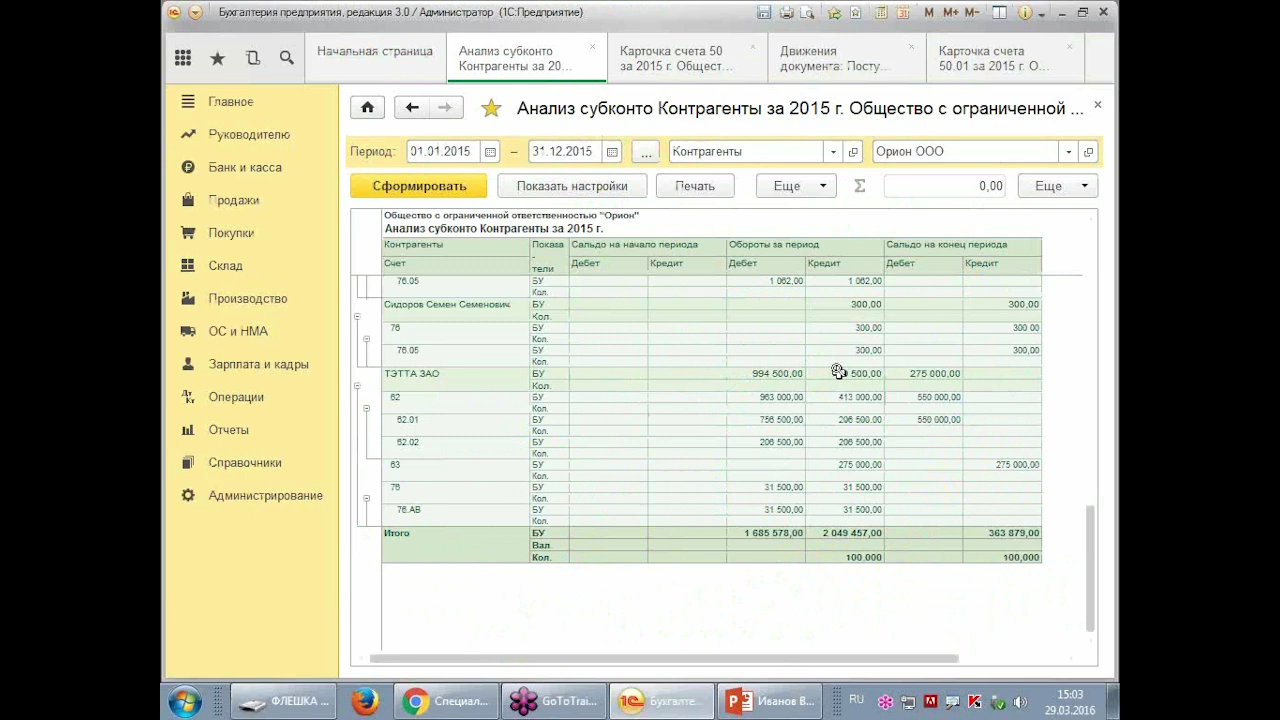 Бухгалтерия предприятия, редакция 3.0 / Администратор (1С:Предприятие)
M M+ M-
Начальная страница
Анализ субконто Контрагенты за 20...
Карточка счета 50 за 2015 г. Общест...
Движения документа: Посту...
Карточка счета 50.01 за 2015 г. О...
Главное
Руководителю
Банк и касса
Продажи
Покупки
Склад
Производство
ОС и НМА
Зарплата и кадры
Операции
Отчеты
Справочники
Администрирование
Анализ субконто Контрагенты за 2015 г. Общество с ограниченной ...
Период: 01.01.2015 – 31.12.2015 ... Контрагенты Орион ООО
Сформировать Показать настройки Печать Еще Σ 0,00 Еще
Общество с ограниченной ответственностью "Орион"
Анализ субконто Контрагенты за 2015 г.
Контрагенты Показа-тели Сальдо на начало периода Обороты за период Сальдо на конец периода
Счет Дебет Кредит Дебет Кредит Дебет Кредит
76.05 БУ 1 062,00 1 062,00
Кол.
Сидоров Семен Семенович БУ 300,00 300,00
Кол.
76 БУ 300,00 300,00
Кол.
76.05 БУ 300,00 300,00
Кол.
ТЭТТА ЗАО БУ 994 500,00 500,00 275 000,00
Кол.
62 БУ 963 000,00 413 000,00 550 000,00
Кол.
62.01 БУ 756 500,00 206 500,00 550 000,00
Кол.
62.02 БУ 206 500,00 206 500,00
Кол.
63 БУ 275 000,00 275 000,00
Кол.
76 БУ 31 500,00 31 500,00
Кол.
76.АВ БУ 31 500,00 31 500,00
Кол.
Итого БУ 1 685 578,00 2 049 457,00 363 879,00
Вал.
Кол. 100,000 100,000
ФЛЕШКА ...
Специал...
GoToTrai...
Бухгалте...
Иванов В...
RU
15:03
29.03.2016